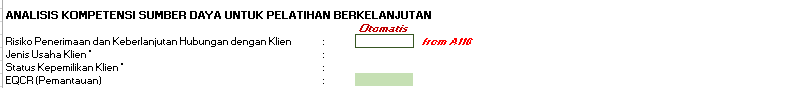 ANALISIS KOMPETENSI SUMBER DAYA UNTUK PELATIHAN BERKELANJUTAN
Otomatis
Risiko Penerimaan dan Keberlanjutan Hubungan dengan Klien : from A116
Jenis Usaha Klien * :
Status Kepemilikan Klien * :
EQCR (Pemantauan) :